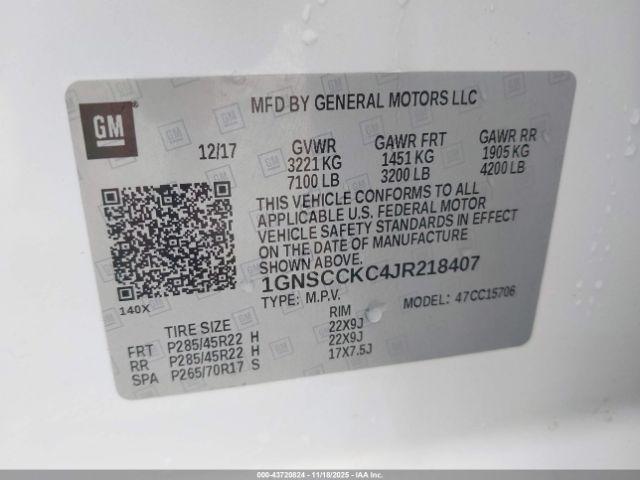 GM
MFD BY GENERAL MOTORS LLC
12/17 GVWR GAWR FRT GAWR RR
3221 KG 1451 KG 1905 KG
7100 LB 3200 LB 4200 LB
THIS VEHICLE CONFORMS TO ALL
APPLICABLE U.S. FEDERAL MOTOR
VEHICLE SAFETY STANDARDS IN EFFECT
ON THE DATE OF MANUFACTURE
SHOWN ABOVE.
1GNSCCKC4JR218407
140X TYPE: M.P.V. MODEL: 47CC15706
TIRE SIZE RIM
FRT P285/45R22 H 22X9J
RR P285/45R22 H 22X9J
SPA P265/70R17 S 17X7.5J
000-43720824 - 11/18/2025 - IAAI.COM